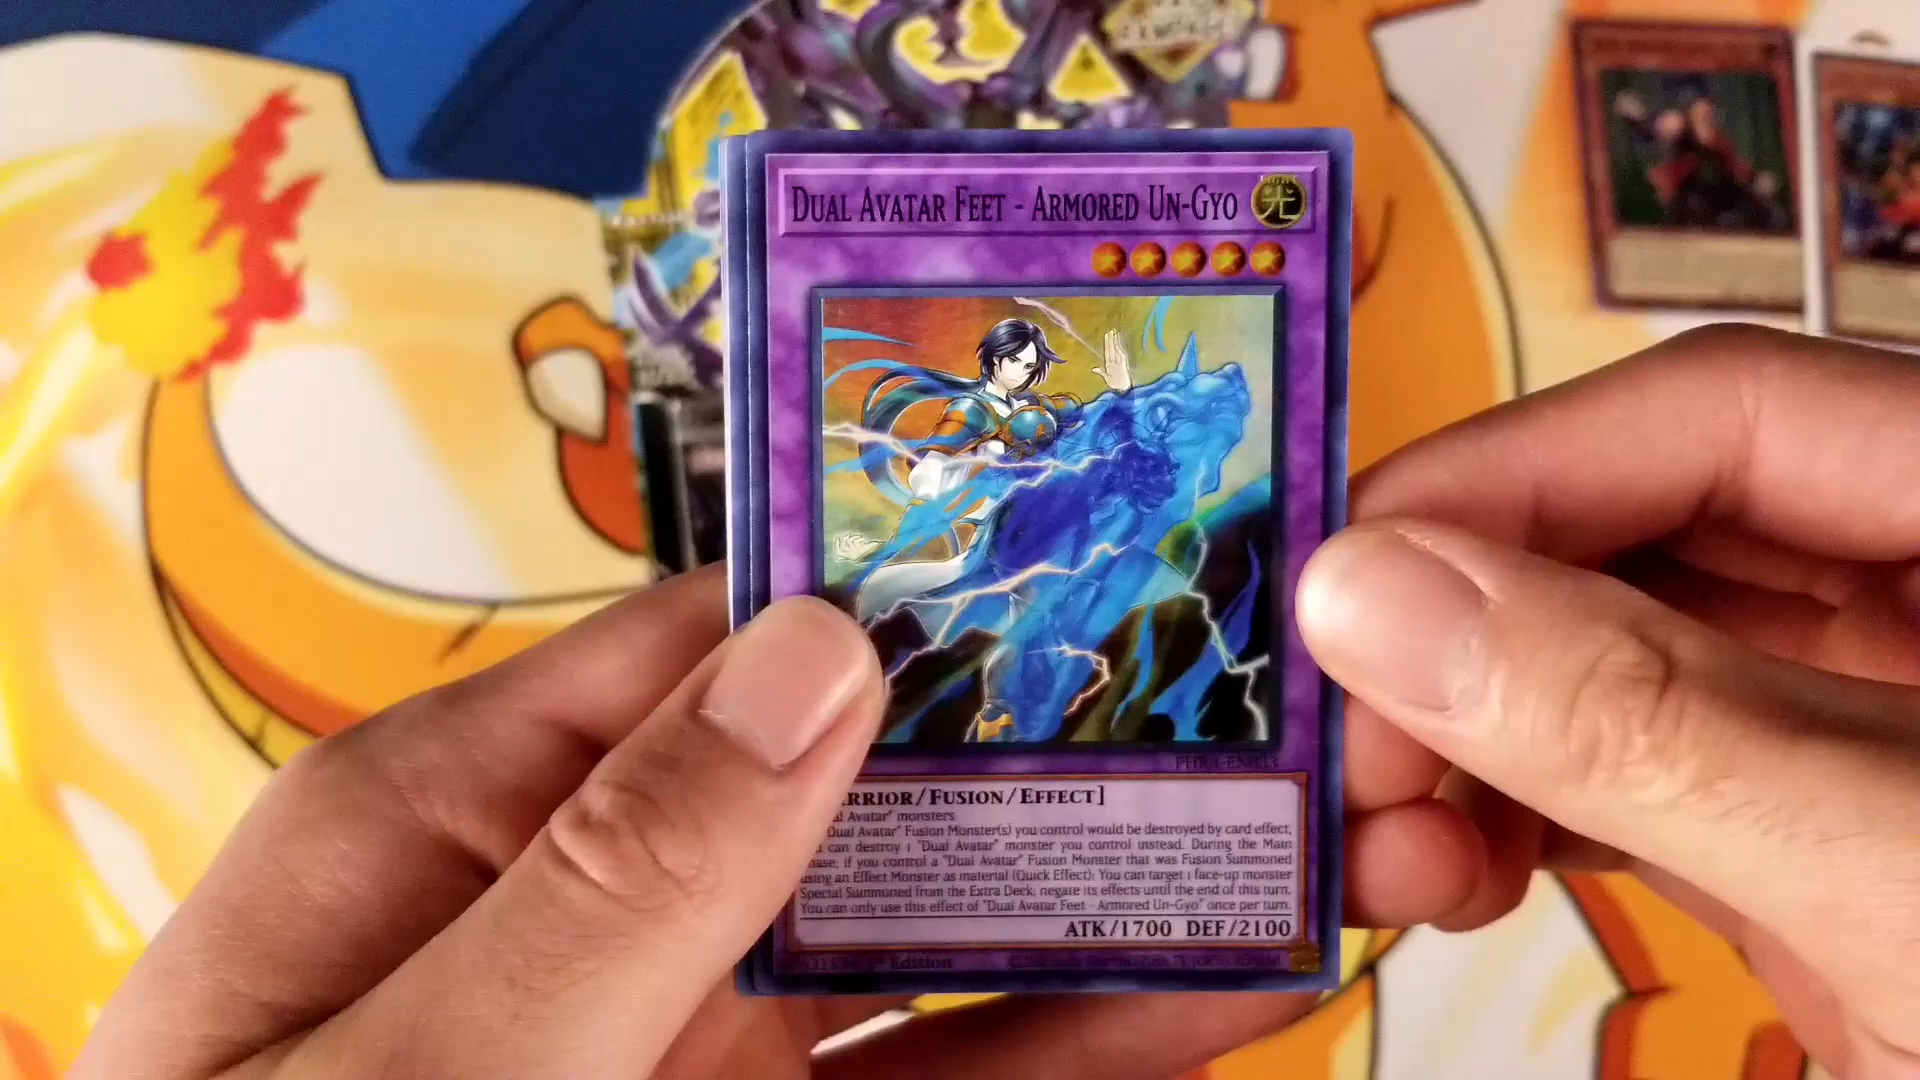 DUAL AVATAR FEET - ARMORED UN-GYO
光
PHRA-EN033
RRIOR/FUSION/EFFECT]
al Avatar" monsters
Dual Avatar" Fusion Monster(s) you control would be destroyed by card effect,
can destroy 1 "Dual Avatar" monster you control instead. During the Main
ase, if you control a "Dual Avatar" Fusion Monster that was Fusion Summoned
using an Effect Monster as material (Quick Effect): You can target 1 face-up monster
Special Summoned from the Extra Deck; negate its effects until the end of this turn.
You can only use this effect of "Dual Avatar Feet - Armored Un-Gyo" once per turn.
ATK/1700 DEF/2100
Edition